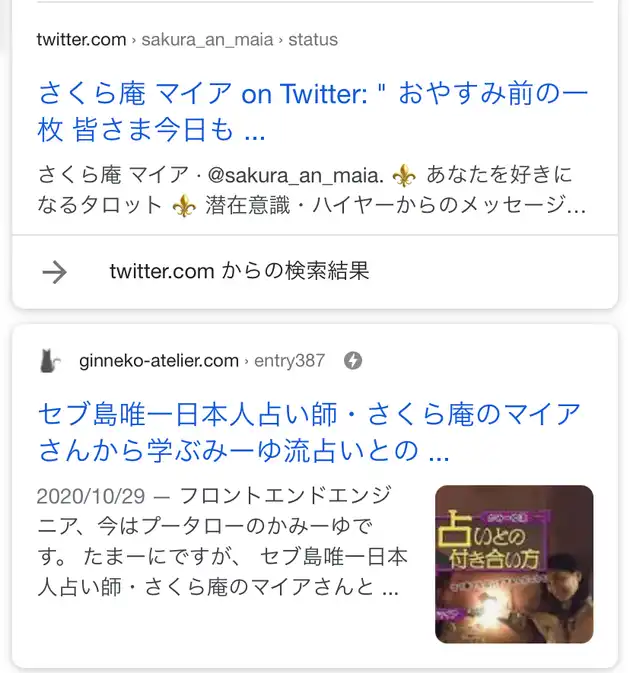 twitter.com › sakura_an_maia › status
さくら庵 マイア on Twitter: " おやすみ前の一
枚 皆さま今日も ...
さくら庵 マイア · @sakura_an_maia. ⚜️ あなたを好きに
なるタロット ⚜️ 潜在意識・ハイヤーからのメッセージ...
twitter.com からの検索結果
ginneko-atelier.com › entry387
セブ島唯一日本人占い師・さくら庵のマイア
さんから学ぶみーゆ流占いとの ...
2020/10/29 — フロントエンドエンジ
ニア、今はプータローのかみーゆで
す。 たまーにですが、 セブ島唯一日本
人占い師・さくら庵のマイアさんと ...
占いとの
付き合い方